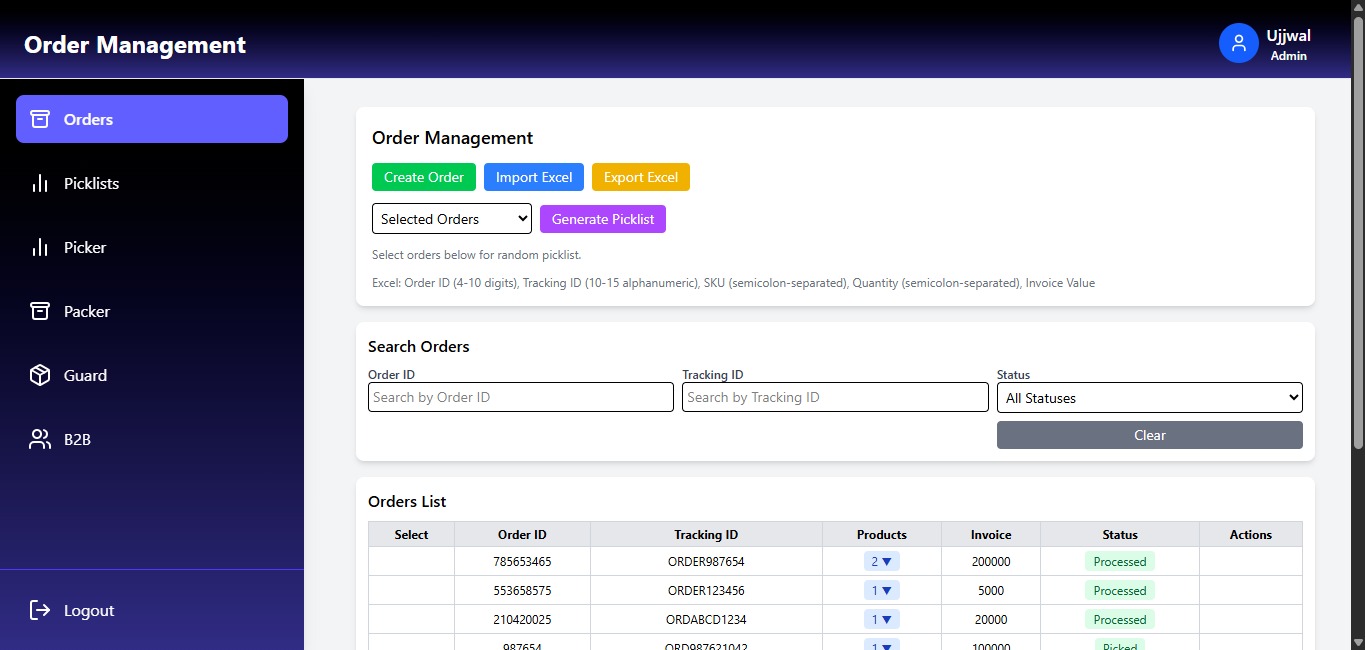 Order Management
Ujjwal
Admin
Orders
Picklists
Picker
Packer
Guard
B2B
Logout
Order Management
Create Order Import Excel Export Excel
Selected Orders Generate Picklist
Select orders below for random picklist.
Excel: Order ID (4-10 digits), Tracking ID (10-15 alphanumeric), SKU (semicolon-separated), Quantity (semicolon-separated), Invoice Value
Search Orders
Order ID Tracking ID Status
Search by Order ID Search by Tracking ID All Statuses
Clear
Orders List
Select Order ID Tracking ID Products Invoice Status Actions
785653465 ORDER987654 2 ▼ 200000 Processed
553658575 ORDER123456 1 ▼ 5000 Processed
210420025 ORDABCD1234 1 ▼ 20000 Processed
987654 ORD987621042 1 ▼ 100000 Picked